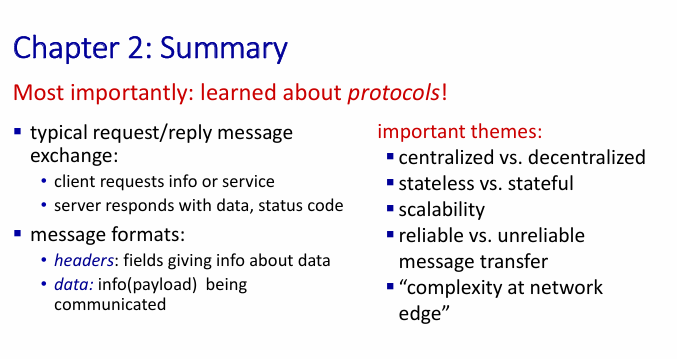 Chapter 2: Summary
Most importantly: learned about protocols!
▪ typical request/reply message
exchange:
• client requests info or service
• server responds with data, status code
▪ message formats:
• headers: fields giving info about data
• data: info(payload) being
communicated
important themes:
▪ centralized vs. decentralized
▪ stateless vs. stateful
▪ scalability
▪ reliable vs. unreliable
message transfer
▪ “complexity at network
edge”